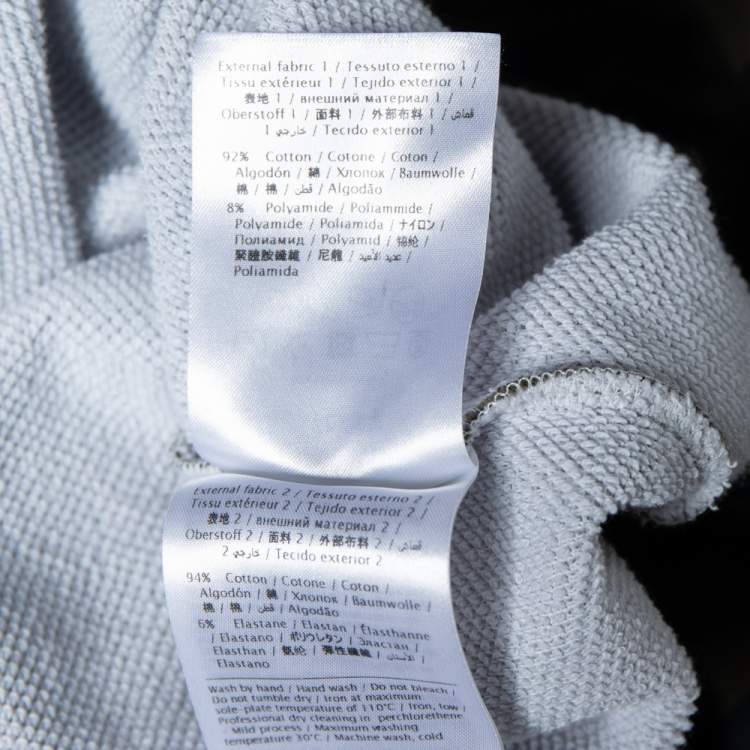 External fabric 1 / Tessuto esterno 1 /
Tissu extérieur 1 / Tejido exterior 1 /
表地 1 / внешний материал 1 /
Oberstoff 1 / 面料 1 / 外部布料 1 / قماش
خارجي 1 / Tecido exterior 1
92% Cotton / Cotone / Coton /
Algodón / 綿 / Хлопок / Baumwolle /
棉 / 棉 / قطن / Algodão
8% Polyamide / Poliammide /
Polyamide / Poliamida / ナイロン /
Полиамид / Polyamid / 锦纶 /
聚醯胺纖維 / 尼龍 / عديد الأميد /
Poliamida
External fabric 2 / Tessuto esterno 2 /
Tissu extérieur 2 / Tejido exterior 2 /
表地 2 / внешний материал 2 /
Oberstoff 2 / 面料 2 / 外部布料 2 / قماش
خارجي 2 / Tecido exterior 2
94% Cotton / Cotone / Coton /
Algodón / 綿 / Хлопок / Baumwolle /
棉 / 棉 / قطن / Algodão
6% Elastane / Elastan / Élasthanne
/ Elastano / ポリウレタン / Эластан /
Elasthan / 氨纶 / 彈性纖維 / الأستان /
Elastano
Wash by hand / Hand wash / Do not bleach /
Do not tumble dry / Iron at maximum
sole-plate temperature of 110°C / Iron, low /
Professional dry cleaning in perchlorethene
- Mild process / Maximum washing
temperature 30°C / Machine wash, cold